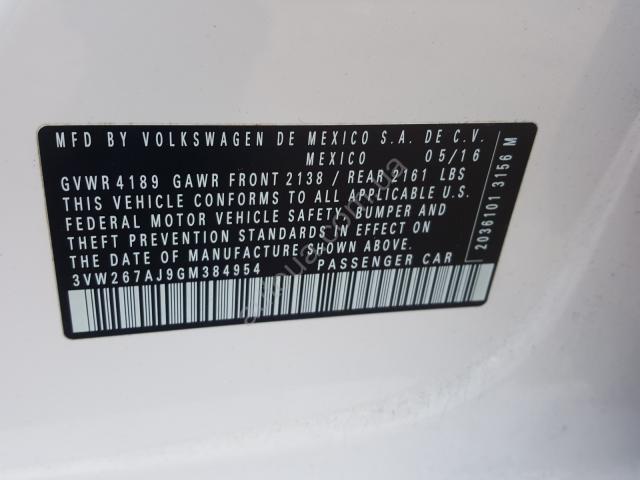 MFD BY VOLKSWAGEN DE MEXICO S.A. DE C.V.
MEXICO 05/16
GVWR 4189 GAWR FRONT 2138 / REAR 2161 LBS
THIS VEHICLE CONFORMS TO ALL APPLICABLE U.S.
FEDERAL MOTOR VEHICLE SAFETY, BUMPER AND
THEFT PREVENTION STANDARDS IN EFFECT ON
THE DATE OF MANUFACTURE SHOWN ABOVE.
3VW267AJ9GM384954 PASSENGER CAR
2036101 3156 M